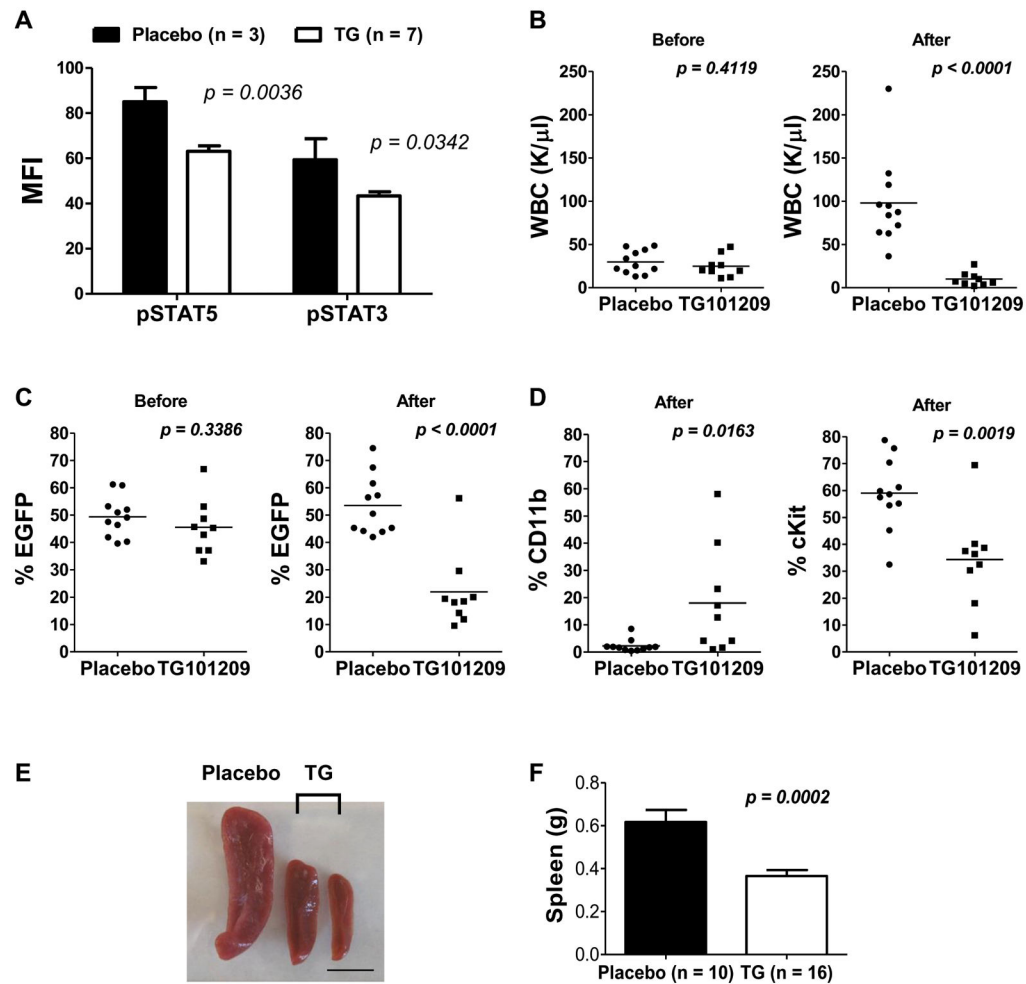 A
Placebo (n = 3) TG (n = 7)
100
80
60
40
20
0
MFI
p = 0.0036
p = 0.0342
pSTAT5 pSTAT3
B
Before
p = 0.4119
250
200
150
100
50
0
WBC (K/μl)
Placebo TG101209
After
p < 0.0001
250
200
150
100
50
0
WBC (K/μl)
Placebo TG101209
C
Before
p = 0.3386
80
70
60
50
40
30
20
10
0
% EGFP
Placebo TG101209
After
p < 0.0001
80
70
60
50
40
30
20
10
0
% EGFP
Placebo TG101209
D
After
p = 0.0163
80
70
60
50
40
30
20
10
0
% CD11b
Placebo TG101209
After
p = 0.0019
80
70
60
50
40
30
20
10
0
% cKit
Placebo TG101209
E
Placebo TG
F
p = 0.0002
0.8
0.6
0.4
0.2
0.0
Spleen (g)
Placebo (n = 10) TG (n = 16)